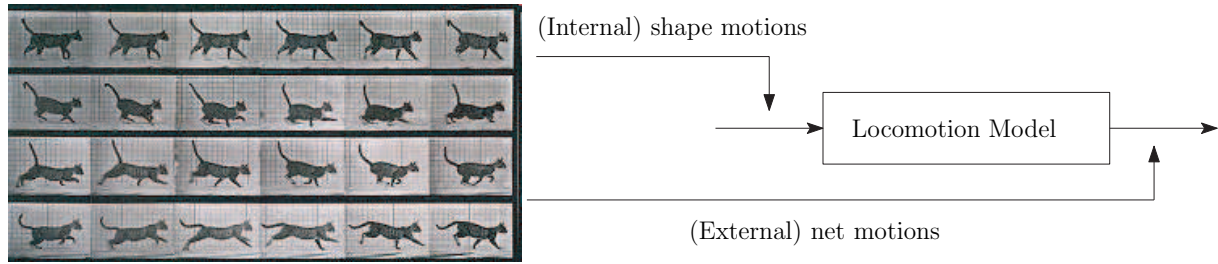 (Internal) shape motions
Locomotion Model
(External) net motions